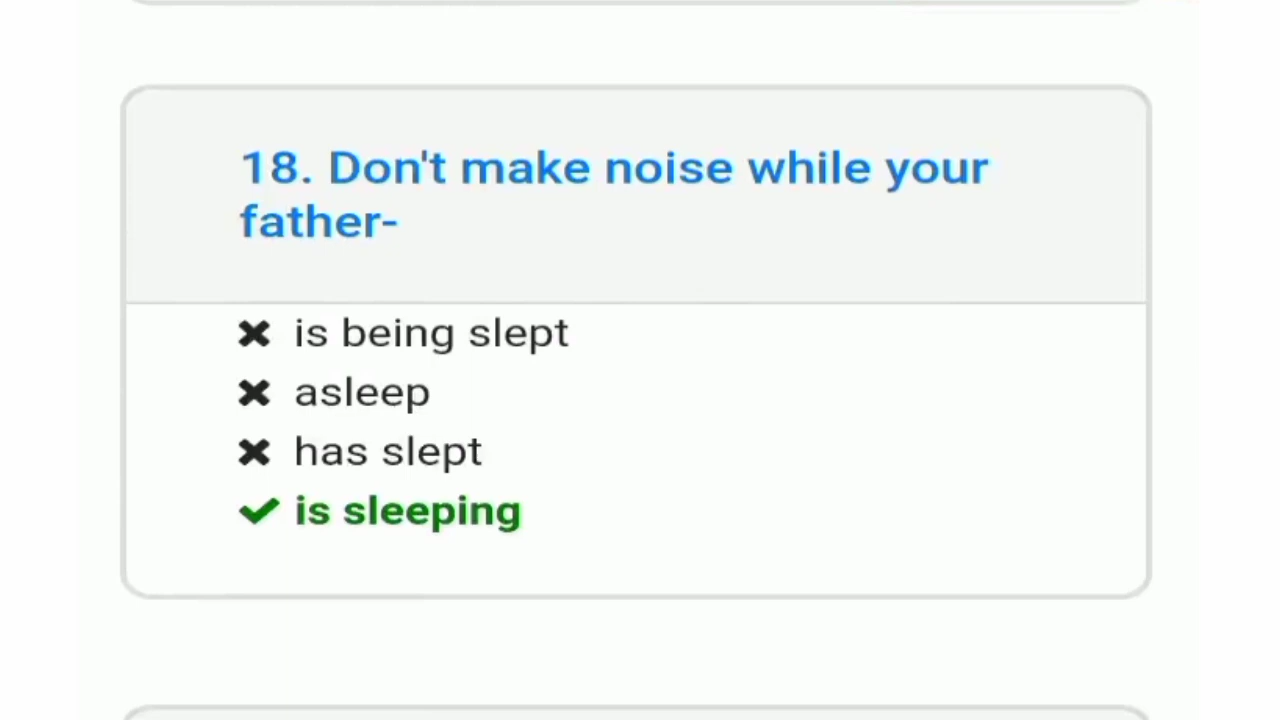 18. Don't make noise while your
father-
is being slept
asleep
has slept
is sleeping